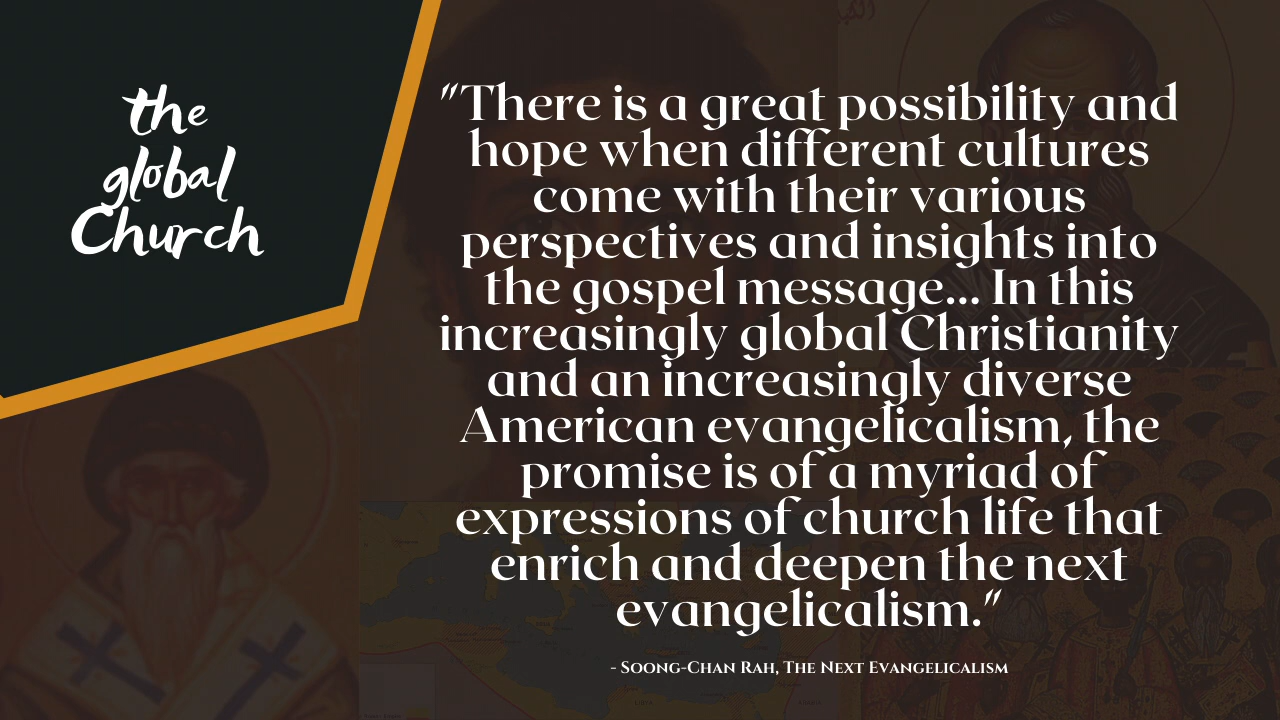 the
global
Church
"There is a great possibility and
hope when different cultures
come with their various
perspectives and insights into
the gospel message... In this
increasingly global Christianity
and an increasingly diverse
American evangelicalism, the
promise is of a myriad of
expressions of church life that
enrich and deepen the next
evangelicalism."
- Soong-Chan Rah, The Next Evangelicalism